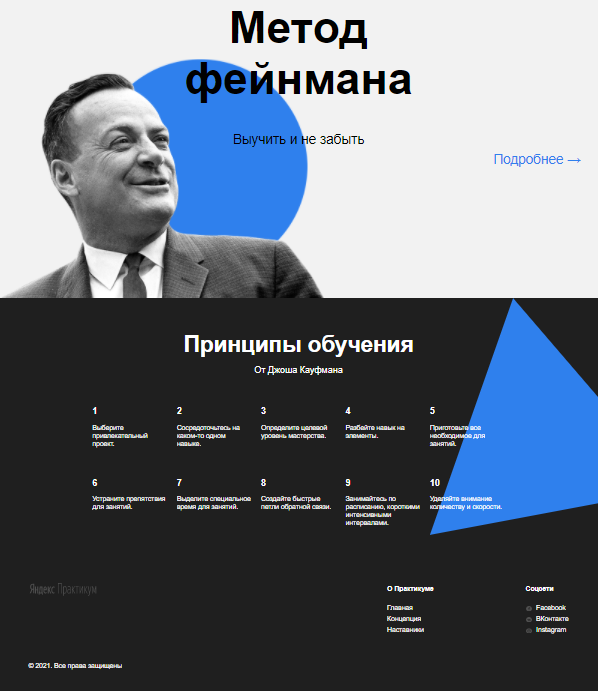 Метод
фейнмана
Выучить и не забыть
Подробнее →
Принципы обучения
От Джоша Кауфмана
1
Выберите
привлекательный
проект.
2
Сосредоточьтесь на
каком-то одном
навыке.
3
Определите целевой
уровень мастерства.
4
Разбейте навык на
элементы.
5
Приготовьте все
необходимое для
занятий.
6
Устраните препятствия
для занятий.
7
Выделите специальное
время для занятий.
8
Создайте быстрые
петли обратной связи.
9
Занимайтесь по
расписанию, короткими
интенсивными
интервалами.
10
Уделяйте внимание
количеству и скорости.
Яндекс Практикум
О Практикуме
Главная
Концепция
Наставники
Соцсети
Facebook
ВКонтакте
Instagram
© 2021. Все права защищены